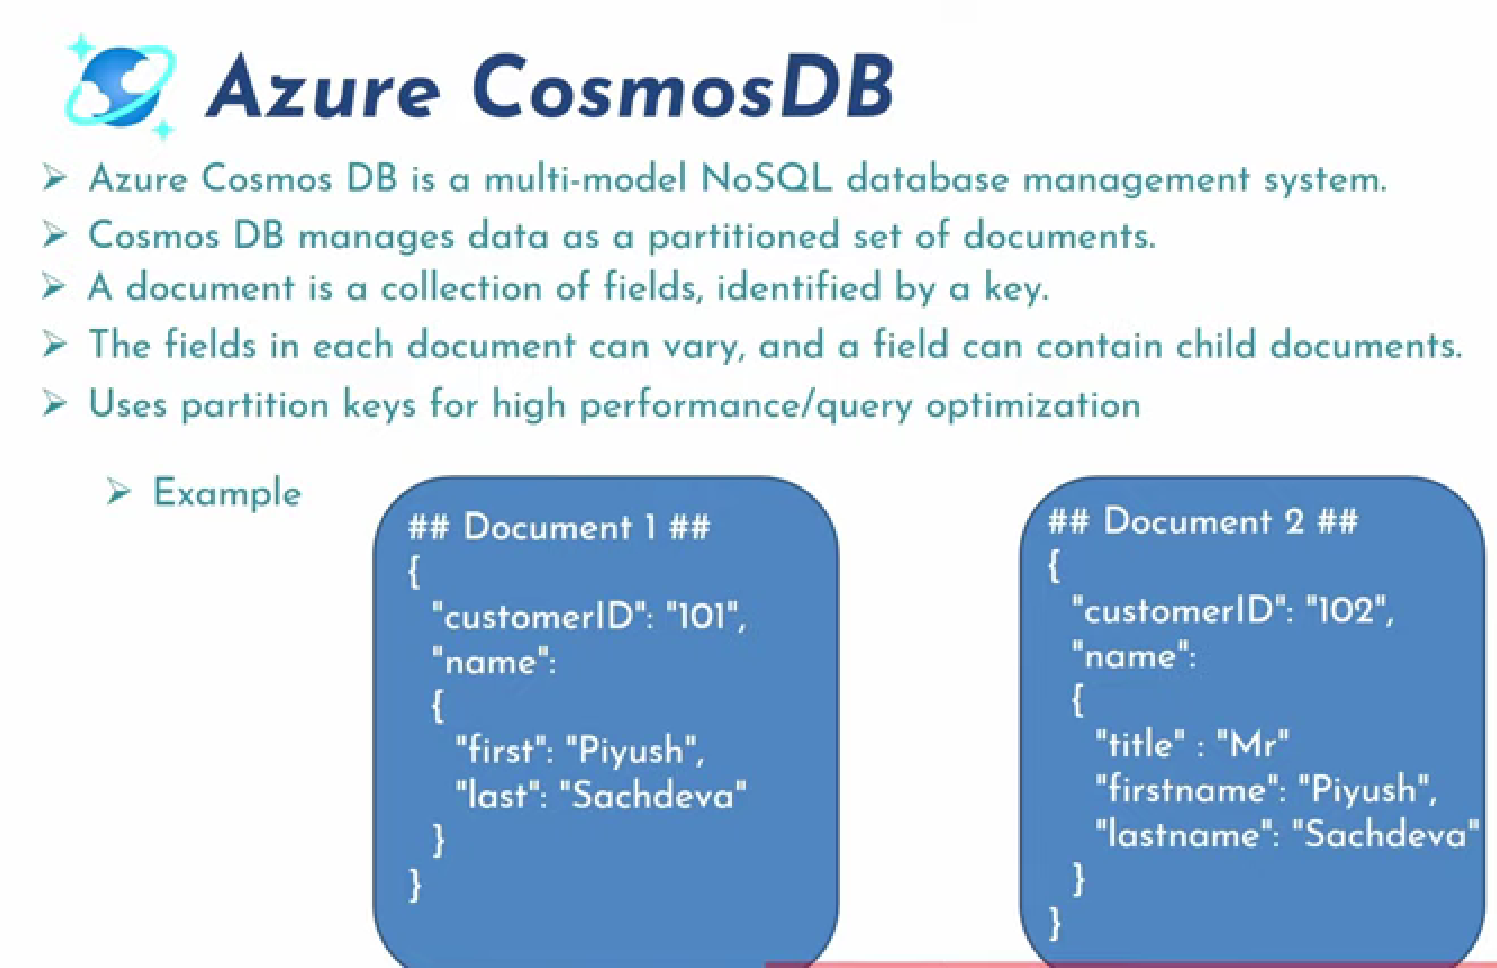 Azure CosmosDB
➢ Azure Cosmos DB is a multi-model NoSQL database management system.
➢ Cosmos DB manages data as a partitioned set of documents.
➢ A document is a collection of fields, identified by a key.
➢ The fields in each document can vary, and a field can contain child documents.
➢ Uses partition keys for high performance/query optimization
➢ Example
## Document 1 ##
{
"customerID": "101",
"name":
{
"first": "Piyush",
"last": "Sachdeva"
}
}
## Document 2 ##
{
"customerID": "102",
"name":
{
"title" : "Mr"
"firstname": "Piyush",
"lastname": "Sachdeva"
}
}